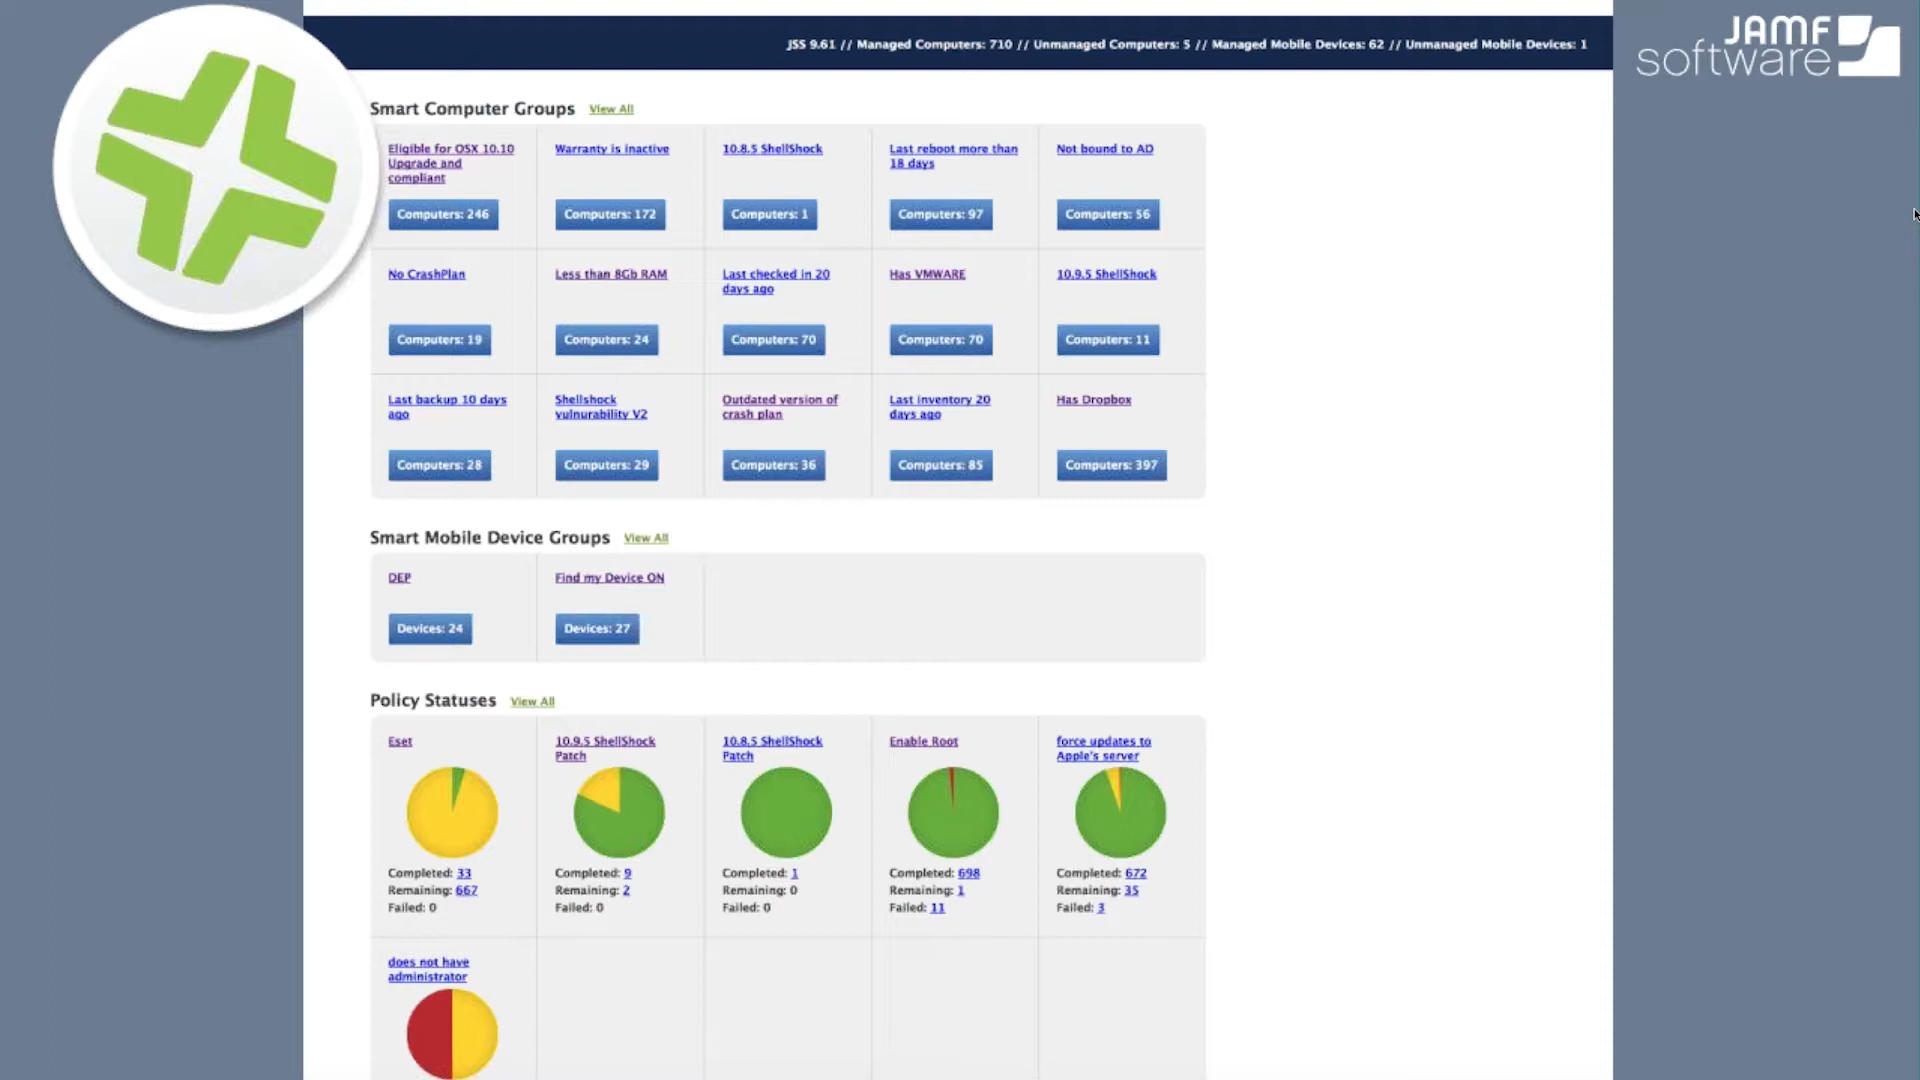 JSS 9.61 // Managed Computers: 710 // Unmanaged Computers: 5 // Managed Mobile Devices: 62 // Unmanaged Mobile Devices: 1
JAMF
software
Smart Computer Groups View All
Eligible for OSX 10.10
Upgrade and
compliant
Computers: 246
Warranty is inactive
Computers: 172
10.8.5 ShellShock
Computers: 1
Last reboot more than
18 days
Computers: 97
Not bound to AD
Computers: 56
No CrashPlan
Computers: 19
Less than 8Gb RAM
Computers: 24
Last checked in 20
days ago
Computers: 70
Has VMWARE
Computers: 70
10.9.5 ShellShock
Computers: 11
Last backup 10 days
ago
Computers: 28
Shellshock
vulnurability V2
Computers: 29
Outdated version of
crash plan
Computers: 36
Last inventory 20
days ago
Computers: 85
Has Dropbox
Computers: 397
Smart Mobile Device Groups View All
DEP
Devices: 24
Find my Device ON
Devices: 27
Policy Statuses View All
Eset
Completed: 33
Remaining: 667
Failed: 0
10.9.5 ShellShock
Patch
Completed: 9
Remaining: 2
Failed: 0
10.8.5 ShellShock
Patch
Completed: 1
Remaining: 0
Failed: 0
Enable Root
Completed: 698
Remaining: 1
Failed: 11
force updates to
Apple's server
Completed: 672
Remaining: 35
Failed: 3
does not have
administrator